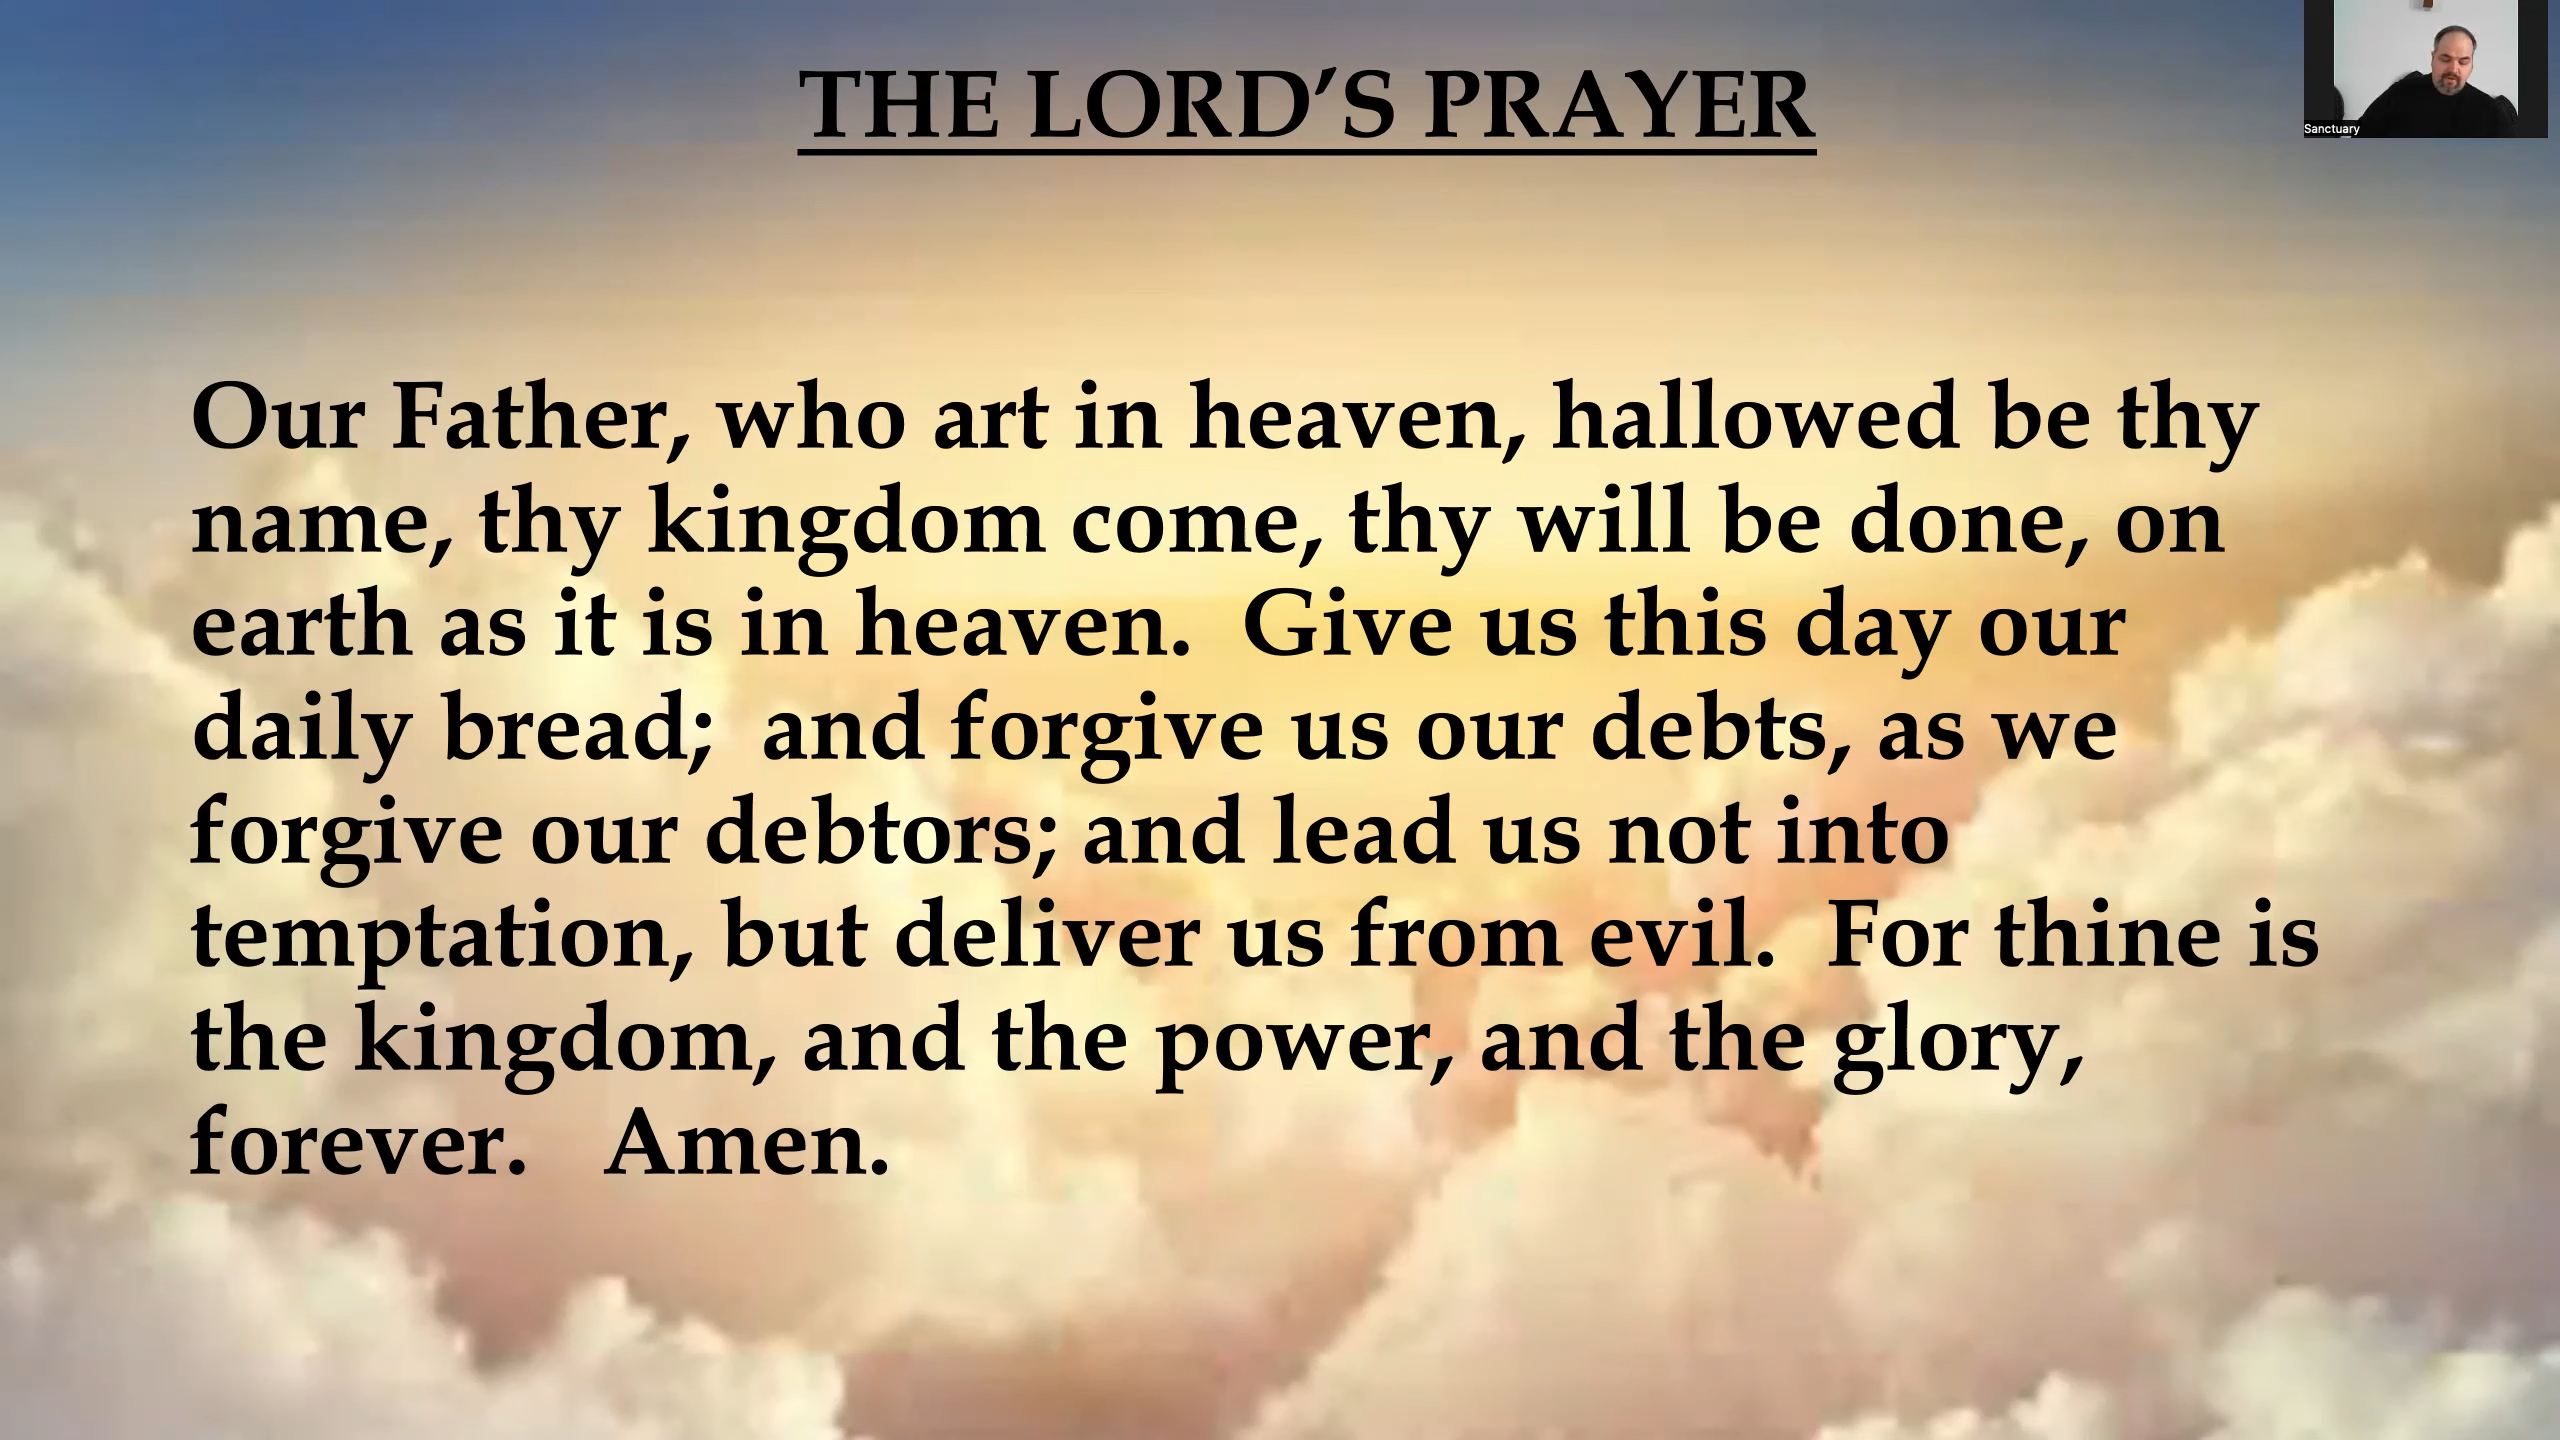 THE LORD’S PRAYER
Sanctuary
Our Father, who art in heaven, hallowed be thy
name, thy kingdom come, thy will be done, on
earth as it is in heaven.  Give us this day our
daily bread;  and forgive us our debts, as we
forgive our debtors; and lead us not into
temptation, but deliver us from evil.  For thine is
the kingdom, and the power, and the glory,
forever.   Amen.